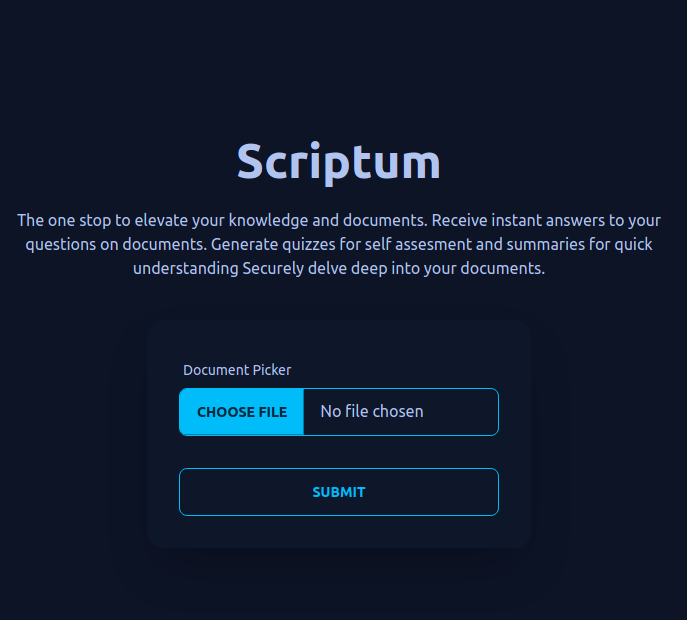 Scriptum
The one stop to elevate your knowledge and documents. Receive instant answers to your
questions on documents. Generate quizzes for self assesment and summaries for quick
understanding Securely delve deep into your documents.
Document Picker
CHOOSE FILE No file chosen
SUBMIT